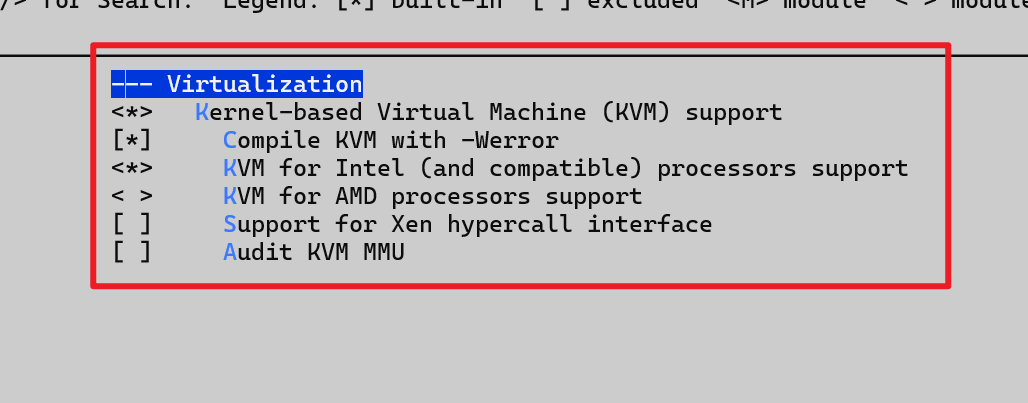 /> for Search.  Legend: [*] built-in  [ ] excluded  <M> module  < > module
--- Virtualization
<*>   Kernel-based Virtual Machine (KVM) support
[*]     Compile KVM with -Werror
<*>     KVM for Intel (and compatible) processors support
< >     KVM for AMD processors support
[ ]     Support for Xen hypercall interface
[ ]     Audit KVM MMU